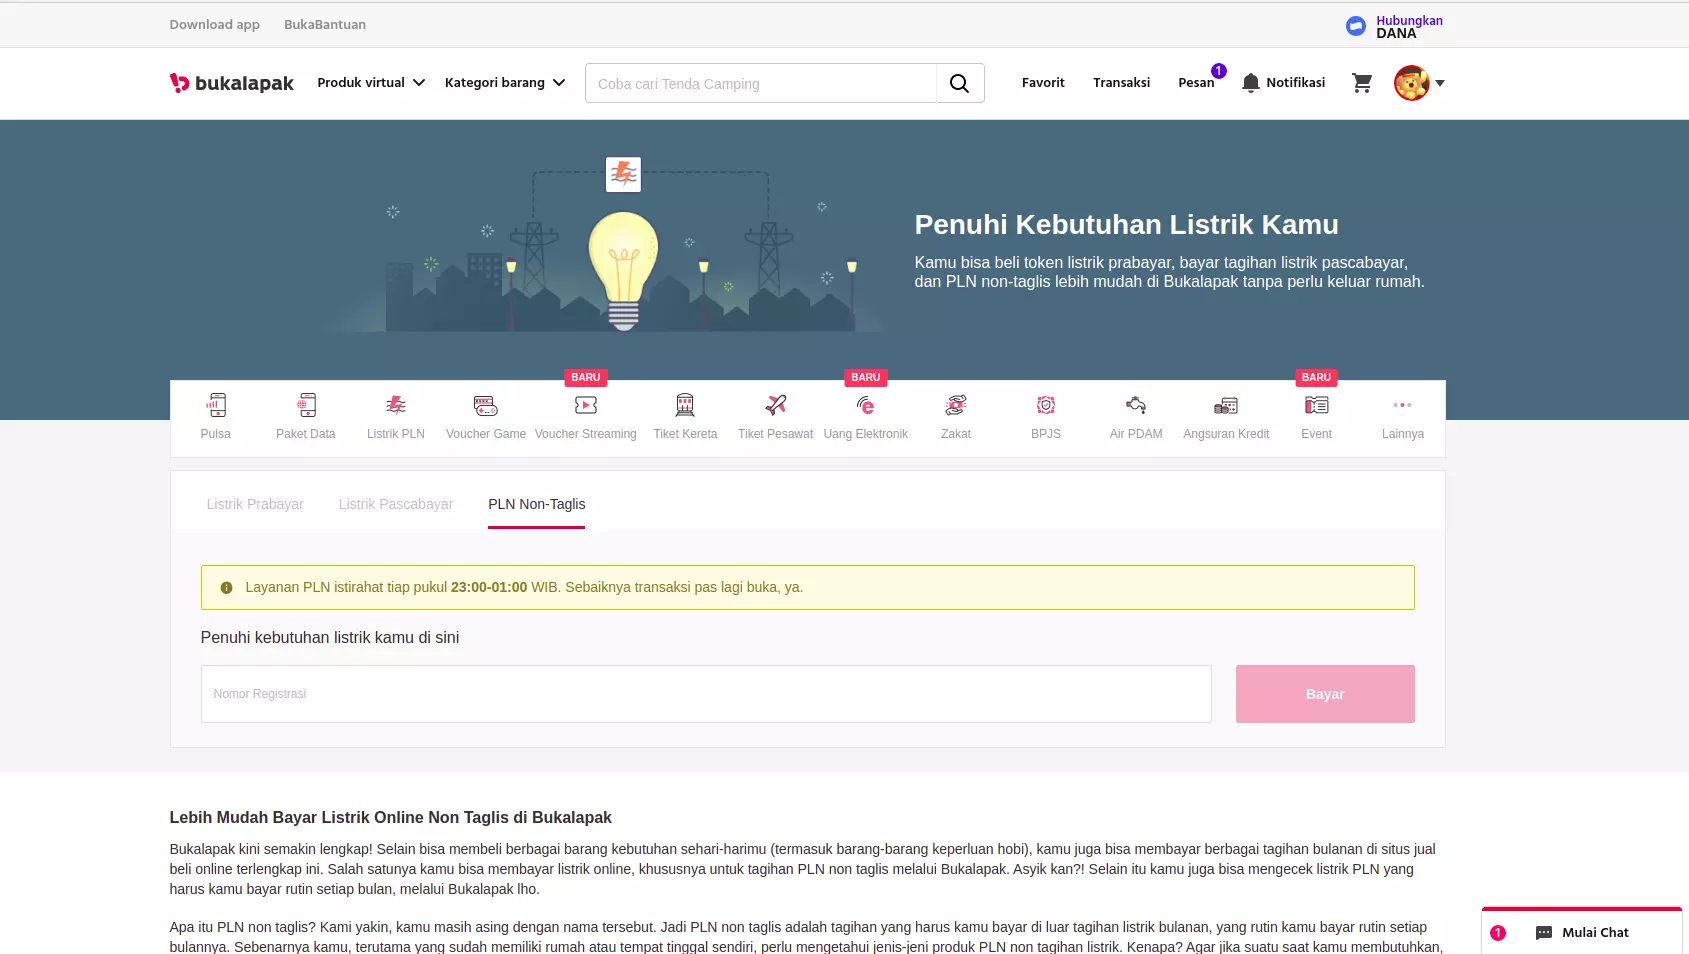 Download app BukaBantuan Hubungkan
DANA
bukalapak Produk virtual Kategori barang Coba cari Tenda Camping Favorit Transaksi Pesan 1 Notifikasi
Penuhi Kebutuhan Listrik Kamu
Kamu bisa beli token listrik prabayar, bayar tagihan listrik pascabayar,
dan PLN non-taglis lebih mudah di Bukalapak tanpa perlu keluar rumah.
BARU BARU BARU
Pulsa Paket Data Listrik PLN Voucher Game Voucher Streaming Tiket Kereta Tiket Pesawat Uang Elektronik Zakat BPJS Air PDAM Angsuran Kredit Event Lainnya
Listrik Prabayar Listrik Pascabayar PLN Non-Taglis
Layanan PLN istirahat tiap pukul 23:00-01:00 WIB. Sebaiknya transaksi pas lagi buka, ya.
Penuhi kebutuhan listrik kamu di sini
Nomor Registrasi Bayar
Lebih Mudah Bayar Listrik Online Non Taglis di Bukalapak
Bukalapak kini semakin lengkap! Selain bisa membeli berbagai barang kebutuhan sehari-harimu (termasuk barang-barang keperluan hobi), kamu juga bisa membayar berbagai tagihan bulanan di situs jual
beli online terlengkap ini. Salah satunya kamu bisa membayar listrik online, khususnya untuk tagihan PLN non taglis melalui Bukalapak. Asyik kan?! Selain itu kamu juga bisa mengecek listrik PLN yang
harus kamu bayar rutin setiap bulan, melalui Bukalapak lho.
Apa itu PLN non taglis? Kami yakin, kamu masih asing dengan nama tersebut. Jadi PLN non taglis adalah tagihan yang harus kamu bayar di luar tagihan listrik bulanan, yang rutin kamu bayar rutin setiap
bulannya. Sebenarnya kamu, terutama yang sudah memiliki rumah atau tempat tinggal sendiri, perlu mengetahui jenis-jeni produk PLN non tagihan listrik. Kenapa? Agar jika suatu saat kamu membutuhkan,
1 Mulai Chat